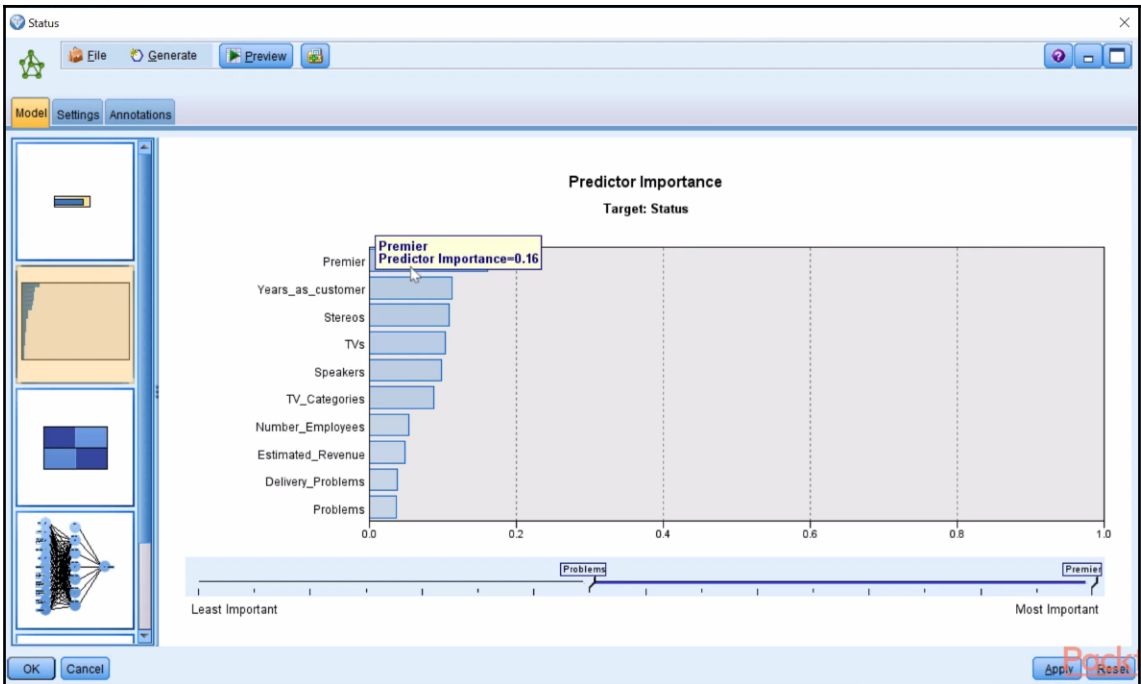 Status
File Generate Preview
Model Settings Annotations
Predictor Importance
Target: Status
Premier
Predictor Importance=0.16
Premier
Years_as_customer
Stereos
TVs
Speakers
TV_Categories
Number_Employees
Estimated_Revenue
Delivery_Problems
Problems
0.0 0.2 0.4 0.6 0.8 1.0
Problems Premier
Least Important Most Important
OK Cancel Apply Reset
Packt